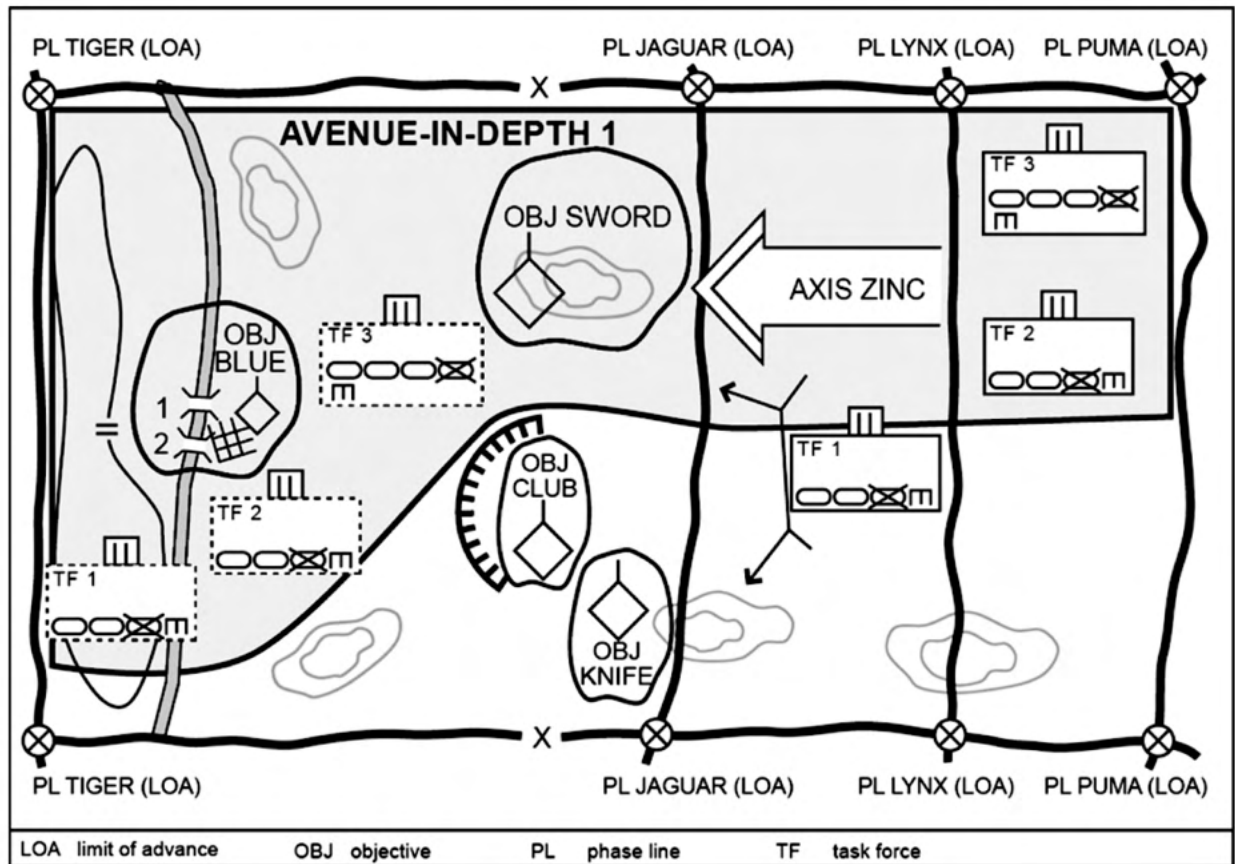 PL TIGER (LOA)
PL JAGUAR (LOA)
PL LYNX (LOA)
PL PUMA (LOA)
X
AVENUE-IN-DEPTH 1
TF 3
E
OBJ SWORD
AXIS ZINC
OBJ
BLUE
TF 3
E
TF 2
E
1
2
TF 1
E
OBJ
CLUB
TF 2
E
TF 1
E
OBJ
KNIFE
X
PL TIGER (LOA)
PL JAGUAR (LOA)
PL LYNX (LOA)
PL PUMA (LOA)
LOA limit of advance OBJ objective PL phase line TF task force